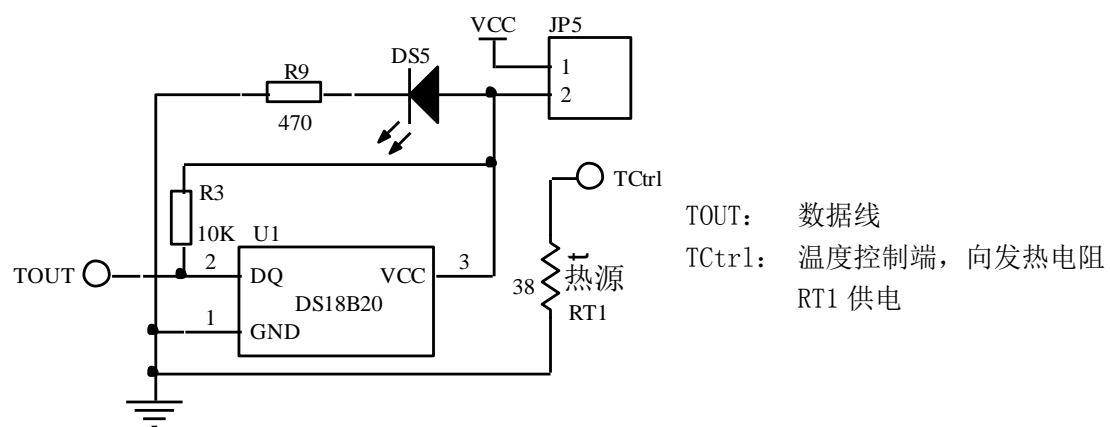 VCC
JP5
DS5
R9
1
2
470
TCtrl
R3
10K
U1
TOUT
2
DQ
VCC
3
DS18B20
1
GND
38
t
热源
RT1
TOUT： 数据线
TCtrl： 温度控制端，向发热电阻
RT1 供电